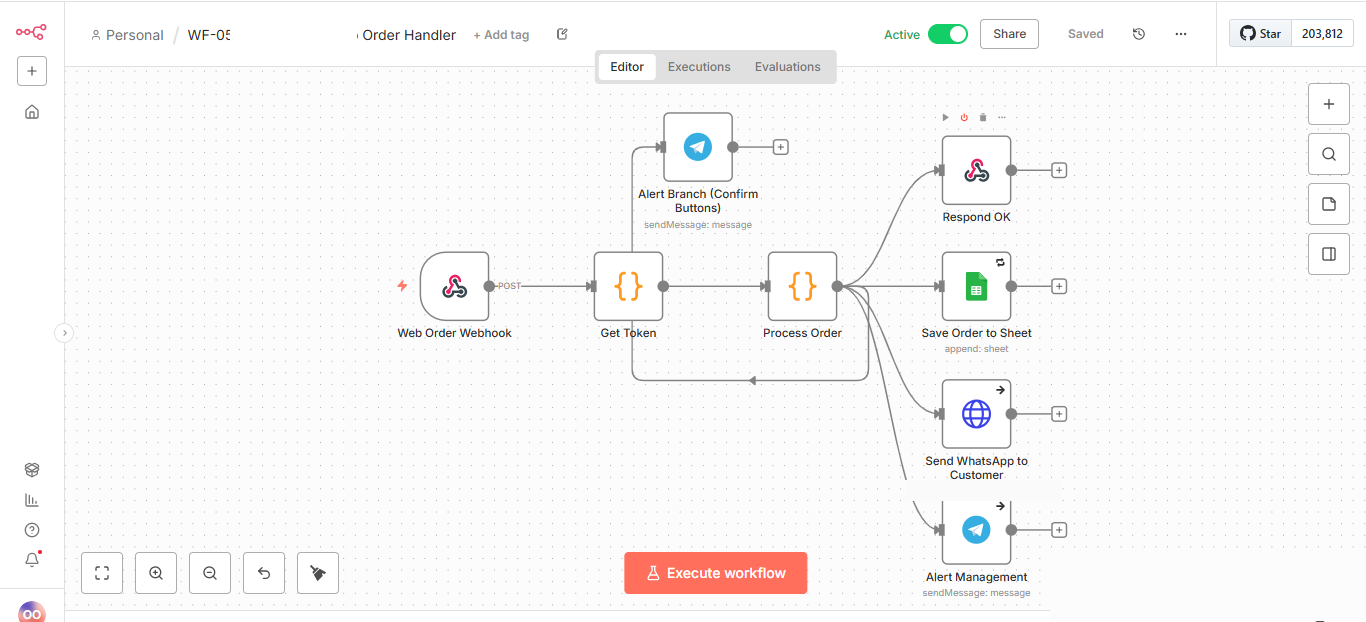 Personal / WF-05
Order Handler
+ Add tag
Active
Share
Saved
Star
203,812
Editor
Executions
Evaluations
Alert Branch (Confirm
Buttons)
sendMessage: message
Respond OK
POST
Web Order Webhook
Get Token
Process Order
Save Order to Sheet
append: sheet
Send WhatsApp to
Customer
Alert Management
sendMessage: message
Execute workflow